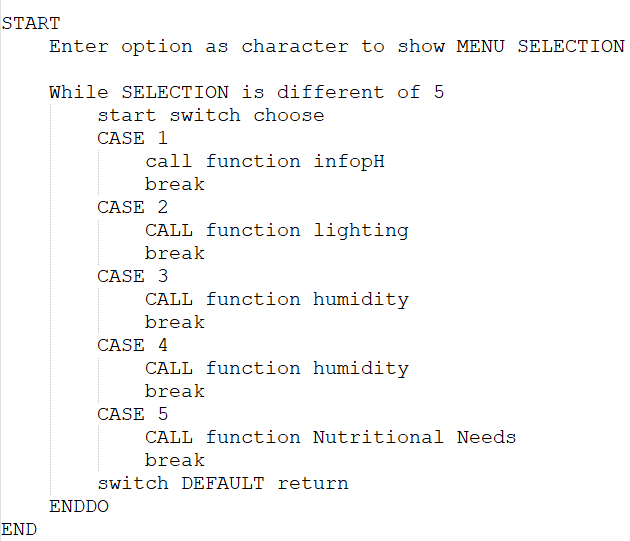 START
Enter option as character to show MENU SELECTION
While SELECTION is different of 5
start switch choose
CASE 1
call function infopH
break
CASE 2
CALL function lighting
break
CASE 3
CALL function humidity
break
CASE 4
CALL function humidity
break
CASE 5
CALL function Nutritional Needs
break
switch DEFAULT return
ENDDO
END